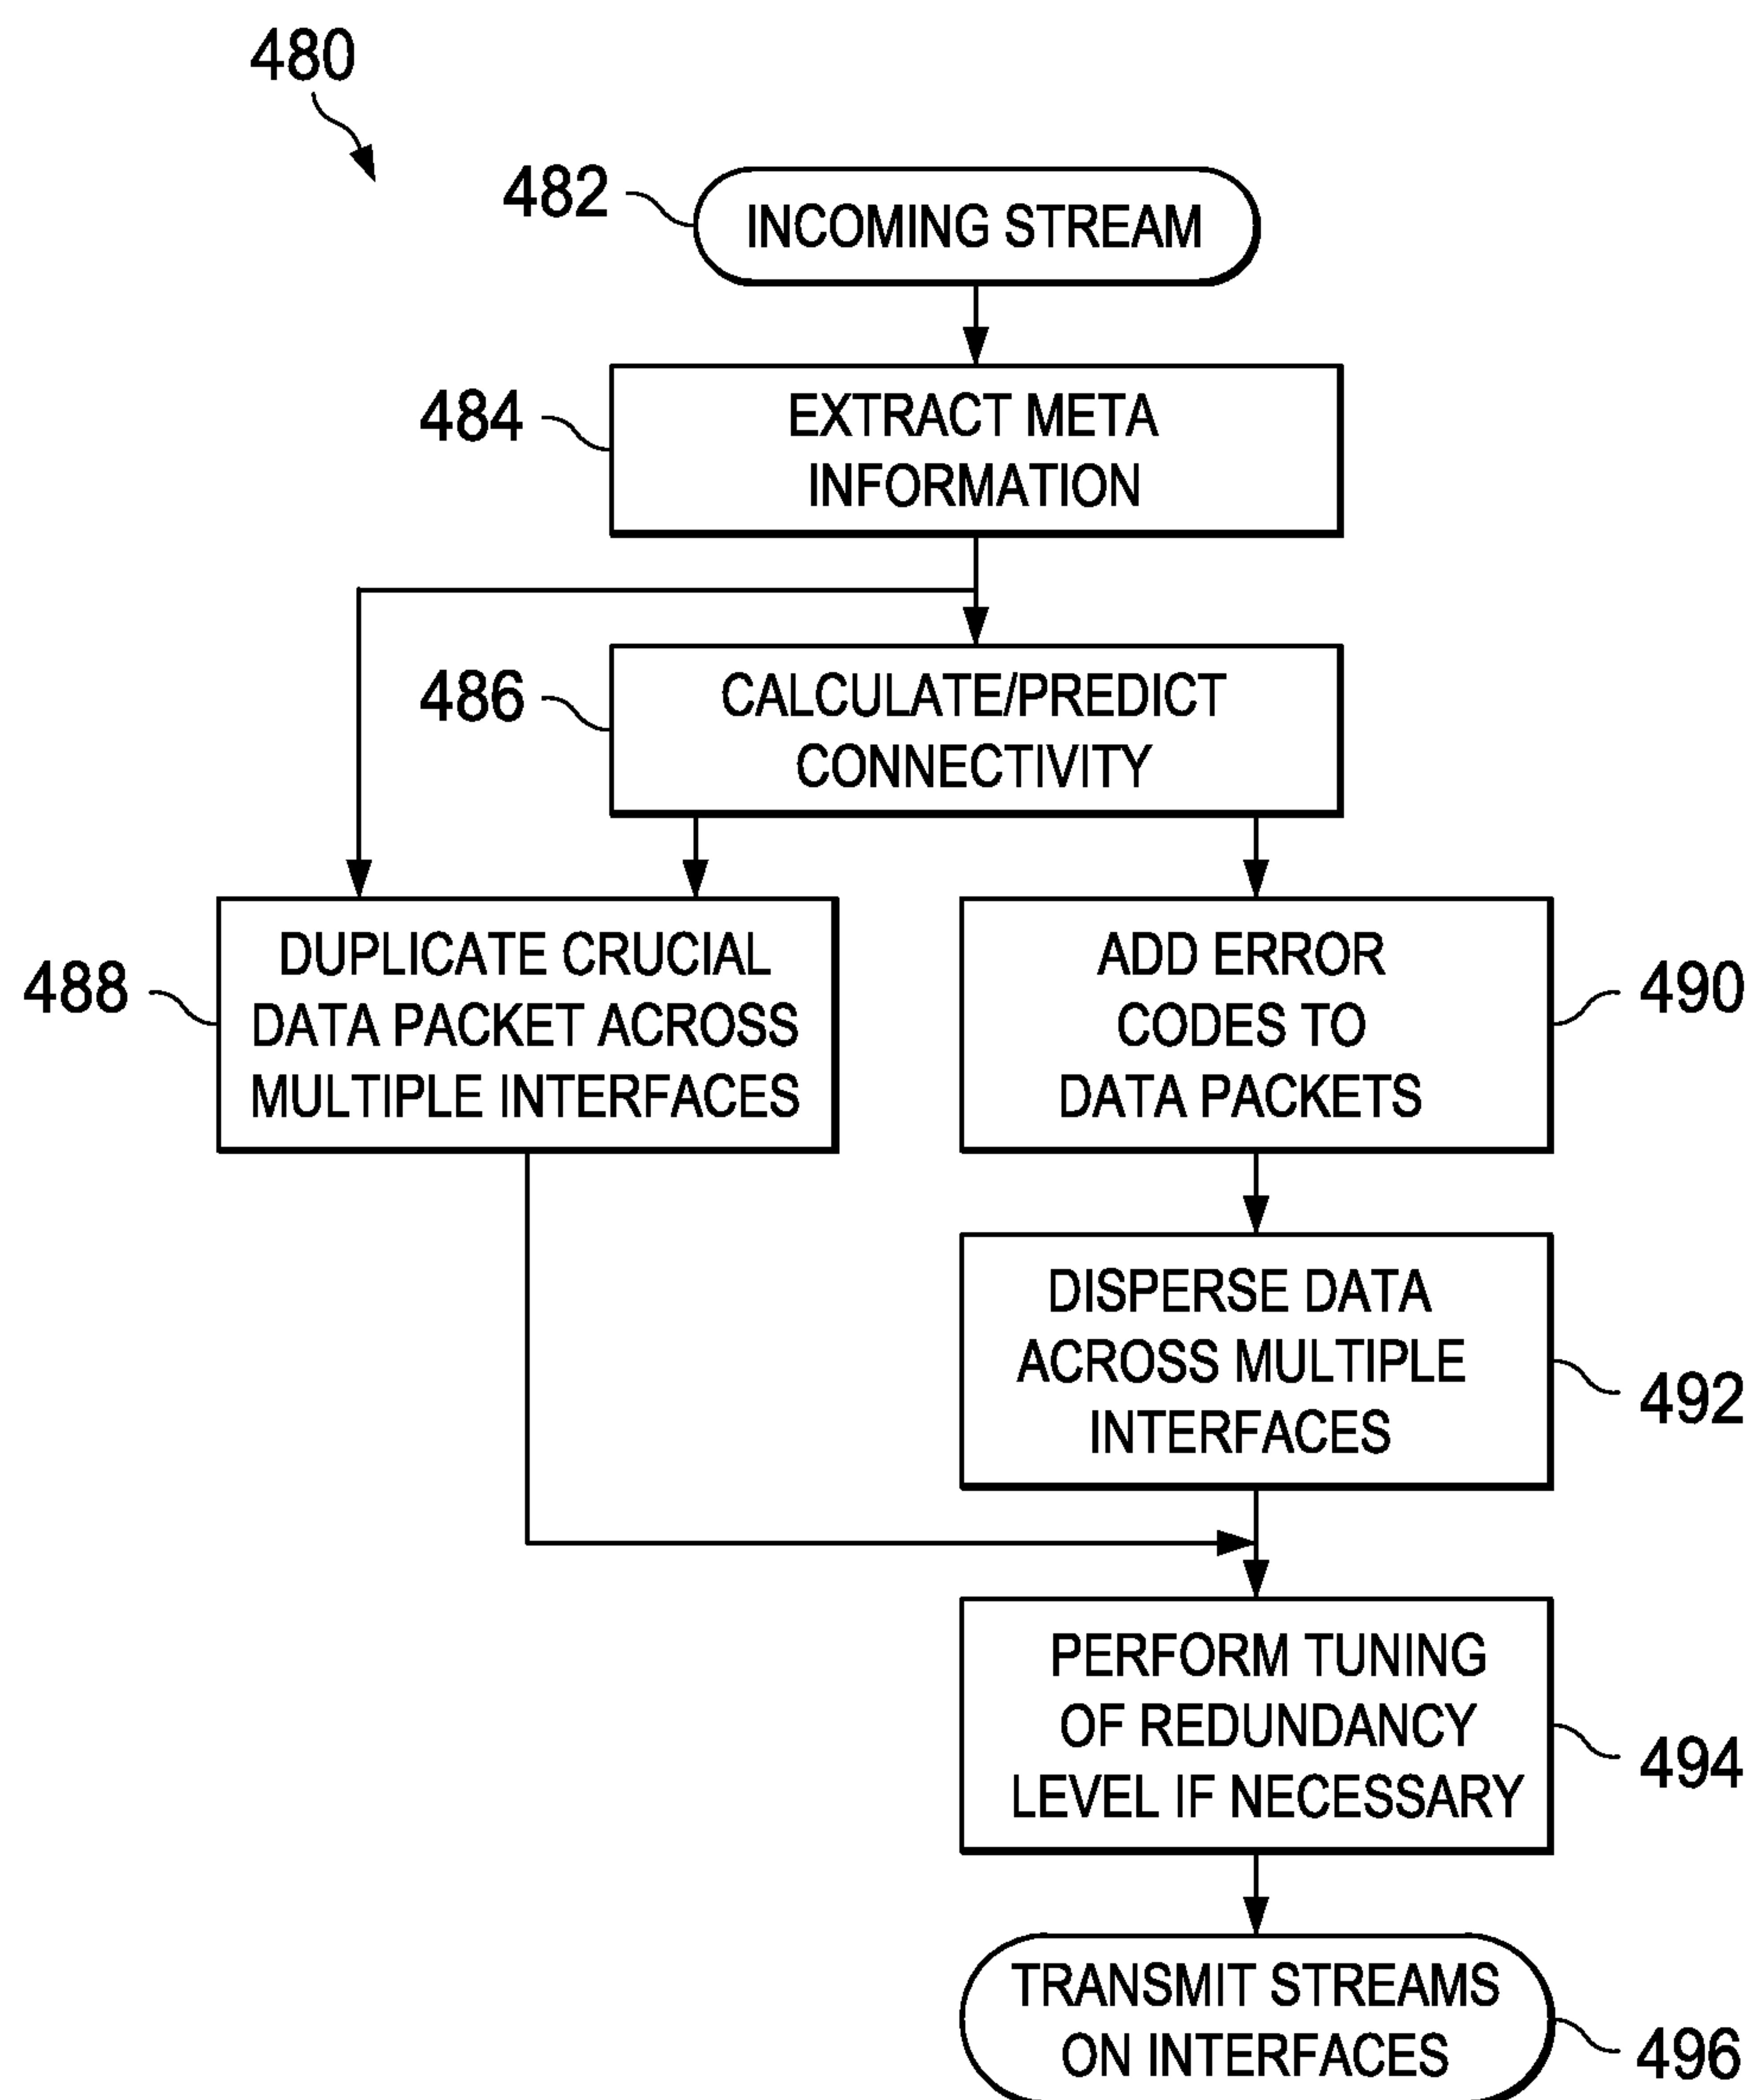 480
482
INCOMING STREAM
484
EXTRACT META
INFORMATION
486
CALCULATE/PREDICT
CONNECTIVITY
488
DUPLICATE CRUCIAL
DATA PACKET ACROSS
MULTIPLE INTERFACES
ADD ERROR
CODES TO
DATA PACKETS
490
DISPERSE DATA
ACROSS MULTIPLE
INTERFACES
492
PERFORM TUNING
OF REDUNDANCY
LEVEL IF NECESSARY
494
TRANSMIT STREAMS
ON INTERFACES
496